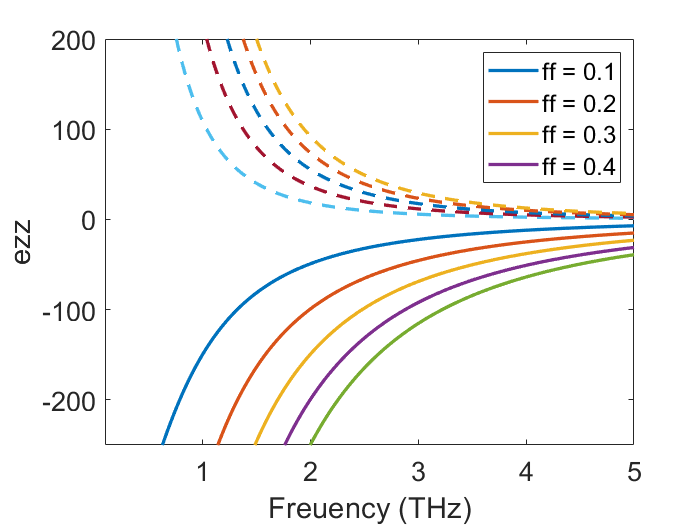 200
100
0
-100
-200
ezz
1 2 3 4 5
Freuency (THz)
ff = 0.1
ff = 0.2
ff = 0.3
ff = 0.4